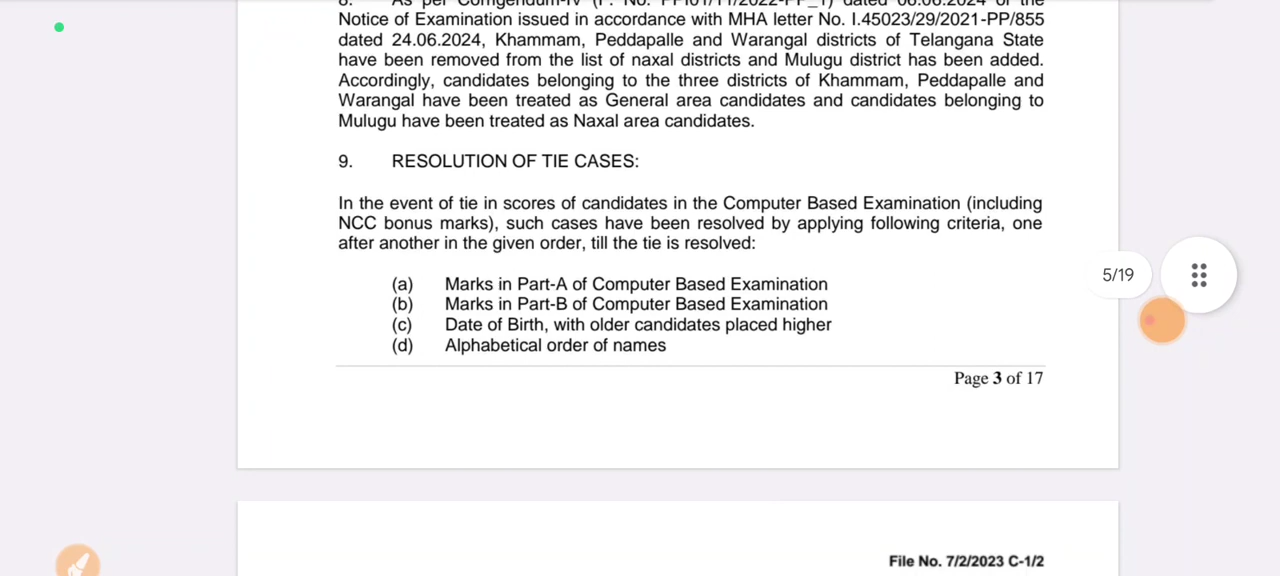 8. As per Corrigendum-IV
Notice of Examination issued in accordance with MHA letter No. I.45023/29/2021-PP/855
dated 24.06.2024, Khammam, Peddapalle and Warangal districts of Telangana State
have been removed from the list of naxal districts and Mulugu district has been added.
Accordingly, candidates belonging to the three districts of Khammam, Peddapalle and
Warangal have been treated as General area candidates and candidates belonging to
Mulugu have been treated as Naxal area candidates.
9. RESOLUTION OF TIE CASES:
In the event of tie in scores of candidates in the Computer Based Examination (including
NCC bonus marks), such cases have been resolved by applying following criteria, one
after another in the given order, till the tie is resolved:
(a) Marks in Part-A of Computer Based Examination
(b) Marks in Part-B of Computer Based Examination
(c) Date of Birth, with older candidates placed higher
(d) Alphabetical order of names
5/19
Page 3 of 17
File No. 7/2/2023 C-1/2